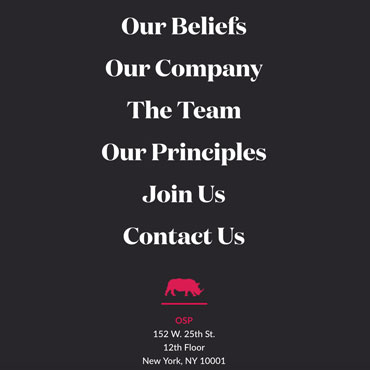 Our Beliefs
Our Company
The Team
Our Principles
Join Us
Contact Us
OSP
152 W. 25th St.
12th Floor
New York, NY 10001